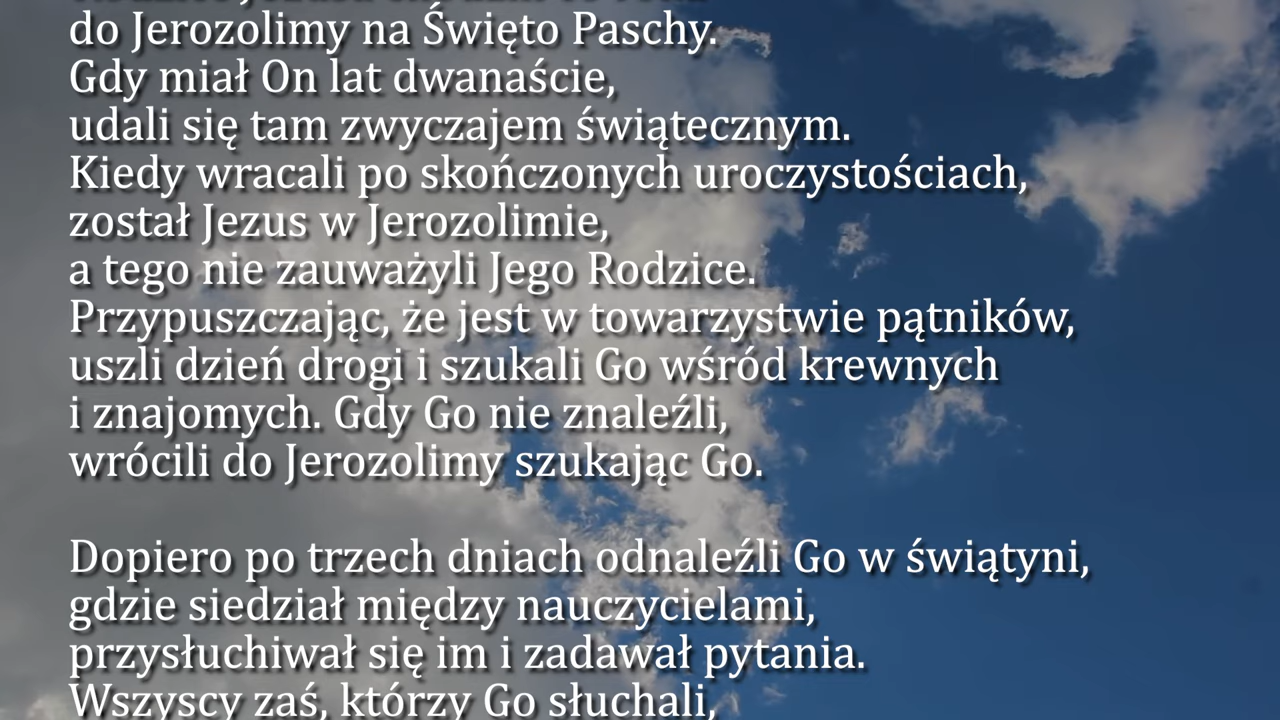 do Jerozolimy na Święto Paschy.
Gdy miał On lat dwanaście,
udali się tam zwyczajem świątecznym.
Kiedy wracali po skończonych uroczystościach,
został Jezus w Jerozolimie,
a tego nie zauważyli Jego Rodzice.
Przypuszczając, że jest w towarzystwie pątników,
uszli dzień drogi i szukali Go wśród krewnych
i znajomych. Gdy Go nie znaleźli,
wrócili do Jerozolimy szukając Go.
Dopiero po trzech dniach odnaleźli Go w świątyni,
gdzie siedział między nauczycielami,
przysłuchiwał się im i zadawał pytania.
Wszyscy zaś, którzy Go słuchali,